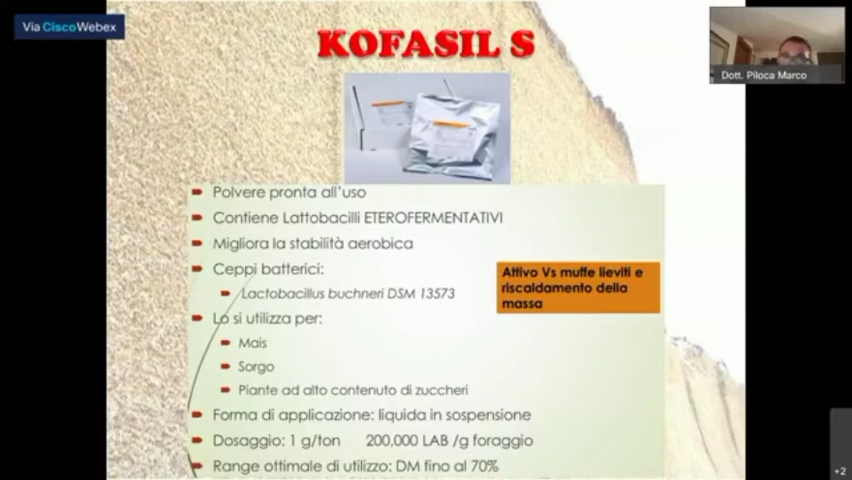 Via Cisco Webex
KOFASIL S
Dott. Piloca Marco
Polvere pronta all'uso
Contiene Lattobacilli ETEROFERMENTATIVI
Migliora la stabilità aerobica
Ceppi batterici:
Lactobacillus buchneri DSM 13573
Attivo Vs muffe lieviti e
riscaldamento della
massa
Lo si utilizza per:
Mais
Sorgo
Piante ad alto contenuto di zuccheri
Forma di applicazione: liquida in sospensione
Dosaggio: 1 g/ton 200,000 LAB /g foraggio
Range ottimale di utilizzo: DM fino al 70%
+2